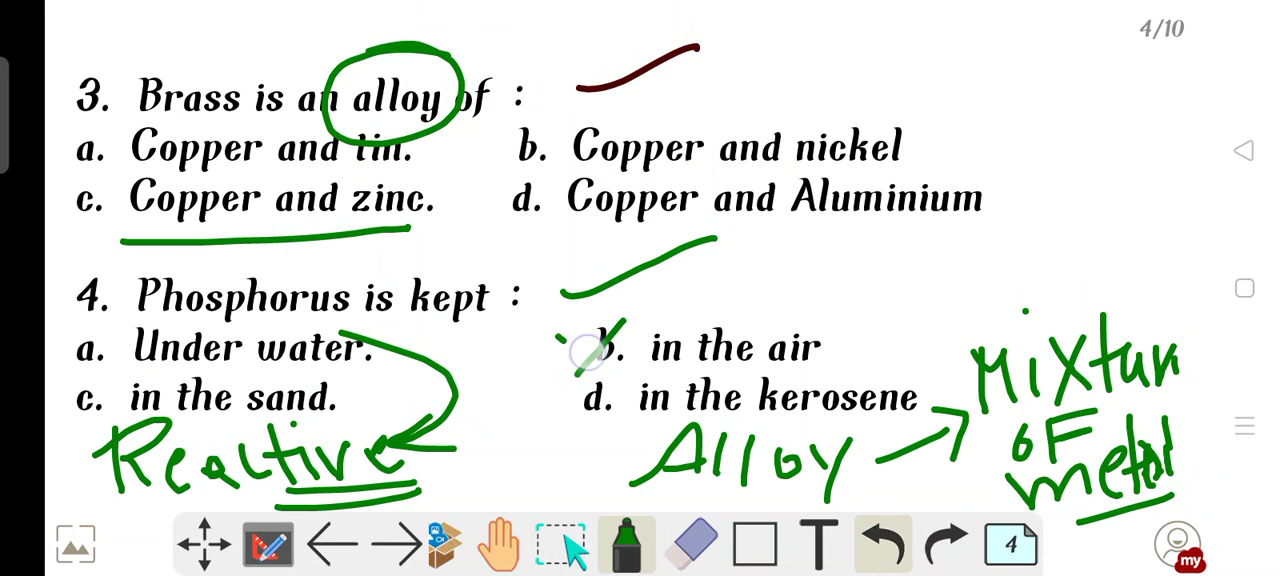 4/10
3. Brass is an alloy of :
a. Copper and tin. b. Copper and nickel
c. Copper and zinc. d. Copper and Aluminium
4. Phosphorus is kept :
a. Under water. b. in the air
c. in the sand. d. in the kerosene
Reactive Alloy → Mixture
of
metal
T 4
my